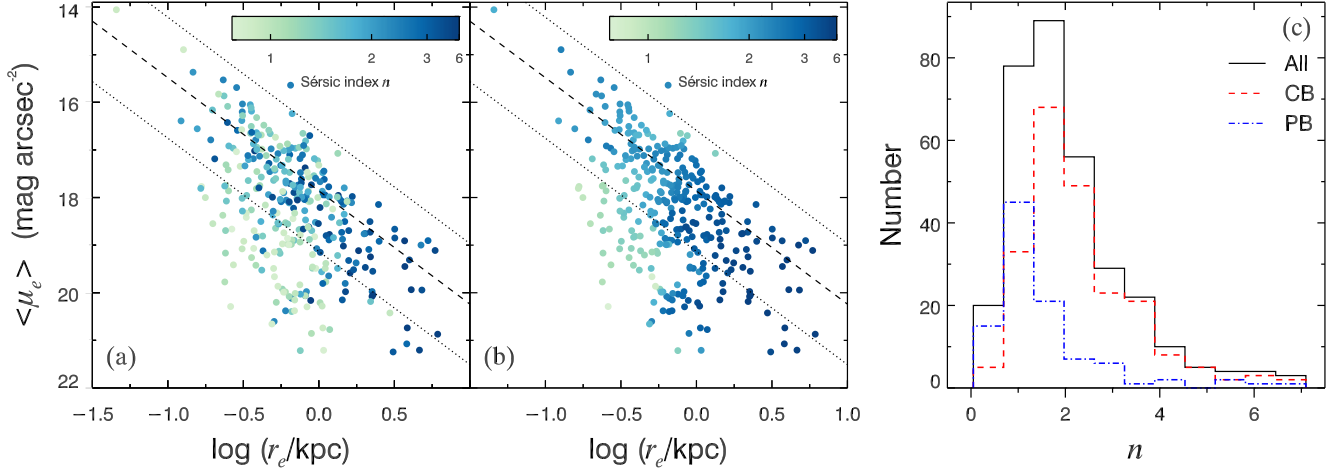 <μe> (mag arcsec-2)
14
16
18
20
22
1
2
3
6
Sérsic index n
(a)
−1.5
−1.0
−0.5
0.0
0.5
log (re/kpc)
1
2
3
6
Sérsic index n
(b)
−1.0
−0.5
0.0
0.5
1.0
log (re/kpc)
Number
80
60
40
20
0
(c)
All
CB
PB
0
2
4
6
n